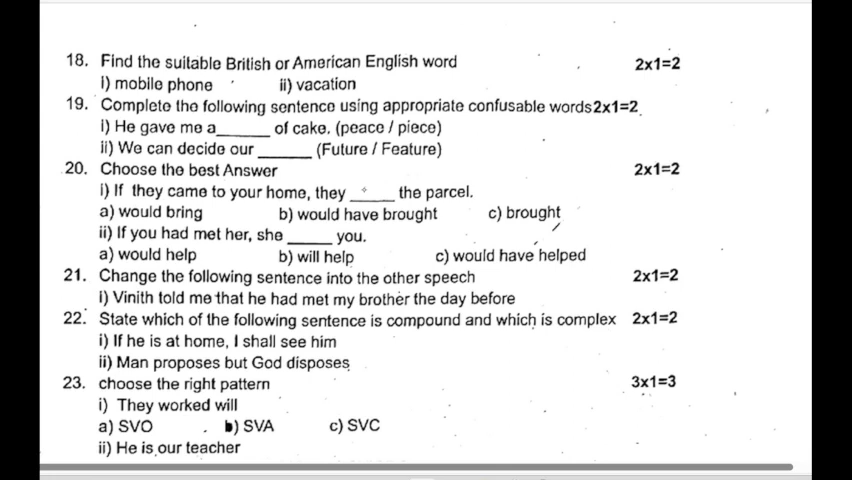 18. Find the suitable British or American English word 2x1=2
i) mobile phone ii) vacation
19. Complete the following sentence using appropriate confusable words 2x1=2
i) He gave me a______ of cake. (peace / piece)
ii) We can decide our ______ (Future / Feature)
20. Choose the best Answer 2x1=2
i) If they came to your home, they _____ the parcel.
a) would bring b) would have brought c) brought
ii) If you had met her, she _____ you.
a) would help b) will help c) would have helped
21. Change the following sentence into the other speech 2x1=2
i) Vinith told me that he had met my brother the day before
22. State which of the following sentence is compound and which is complex 2x1=2
i) If he is at home, I shall see him
ii) Man proposes but God disposes
23. choose the right pattern 3x1=3
i) They worked will
a) SVO b) SVA c) SVC
ii) He is our teacher